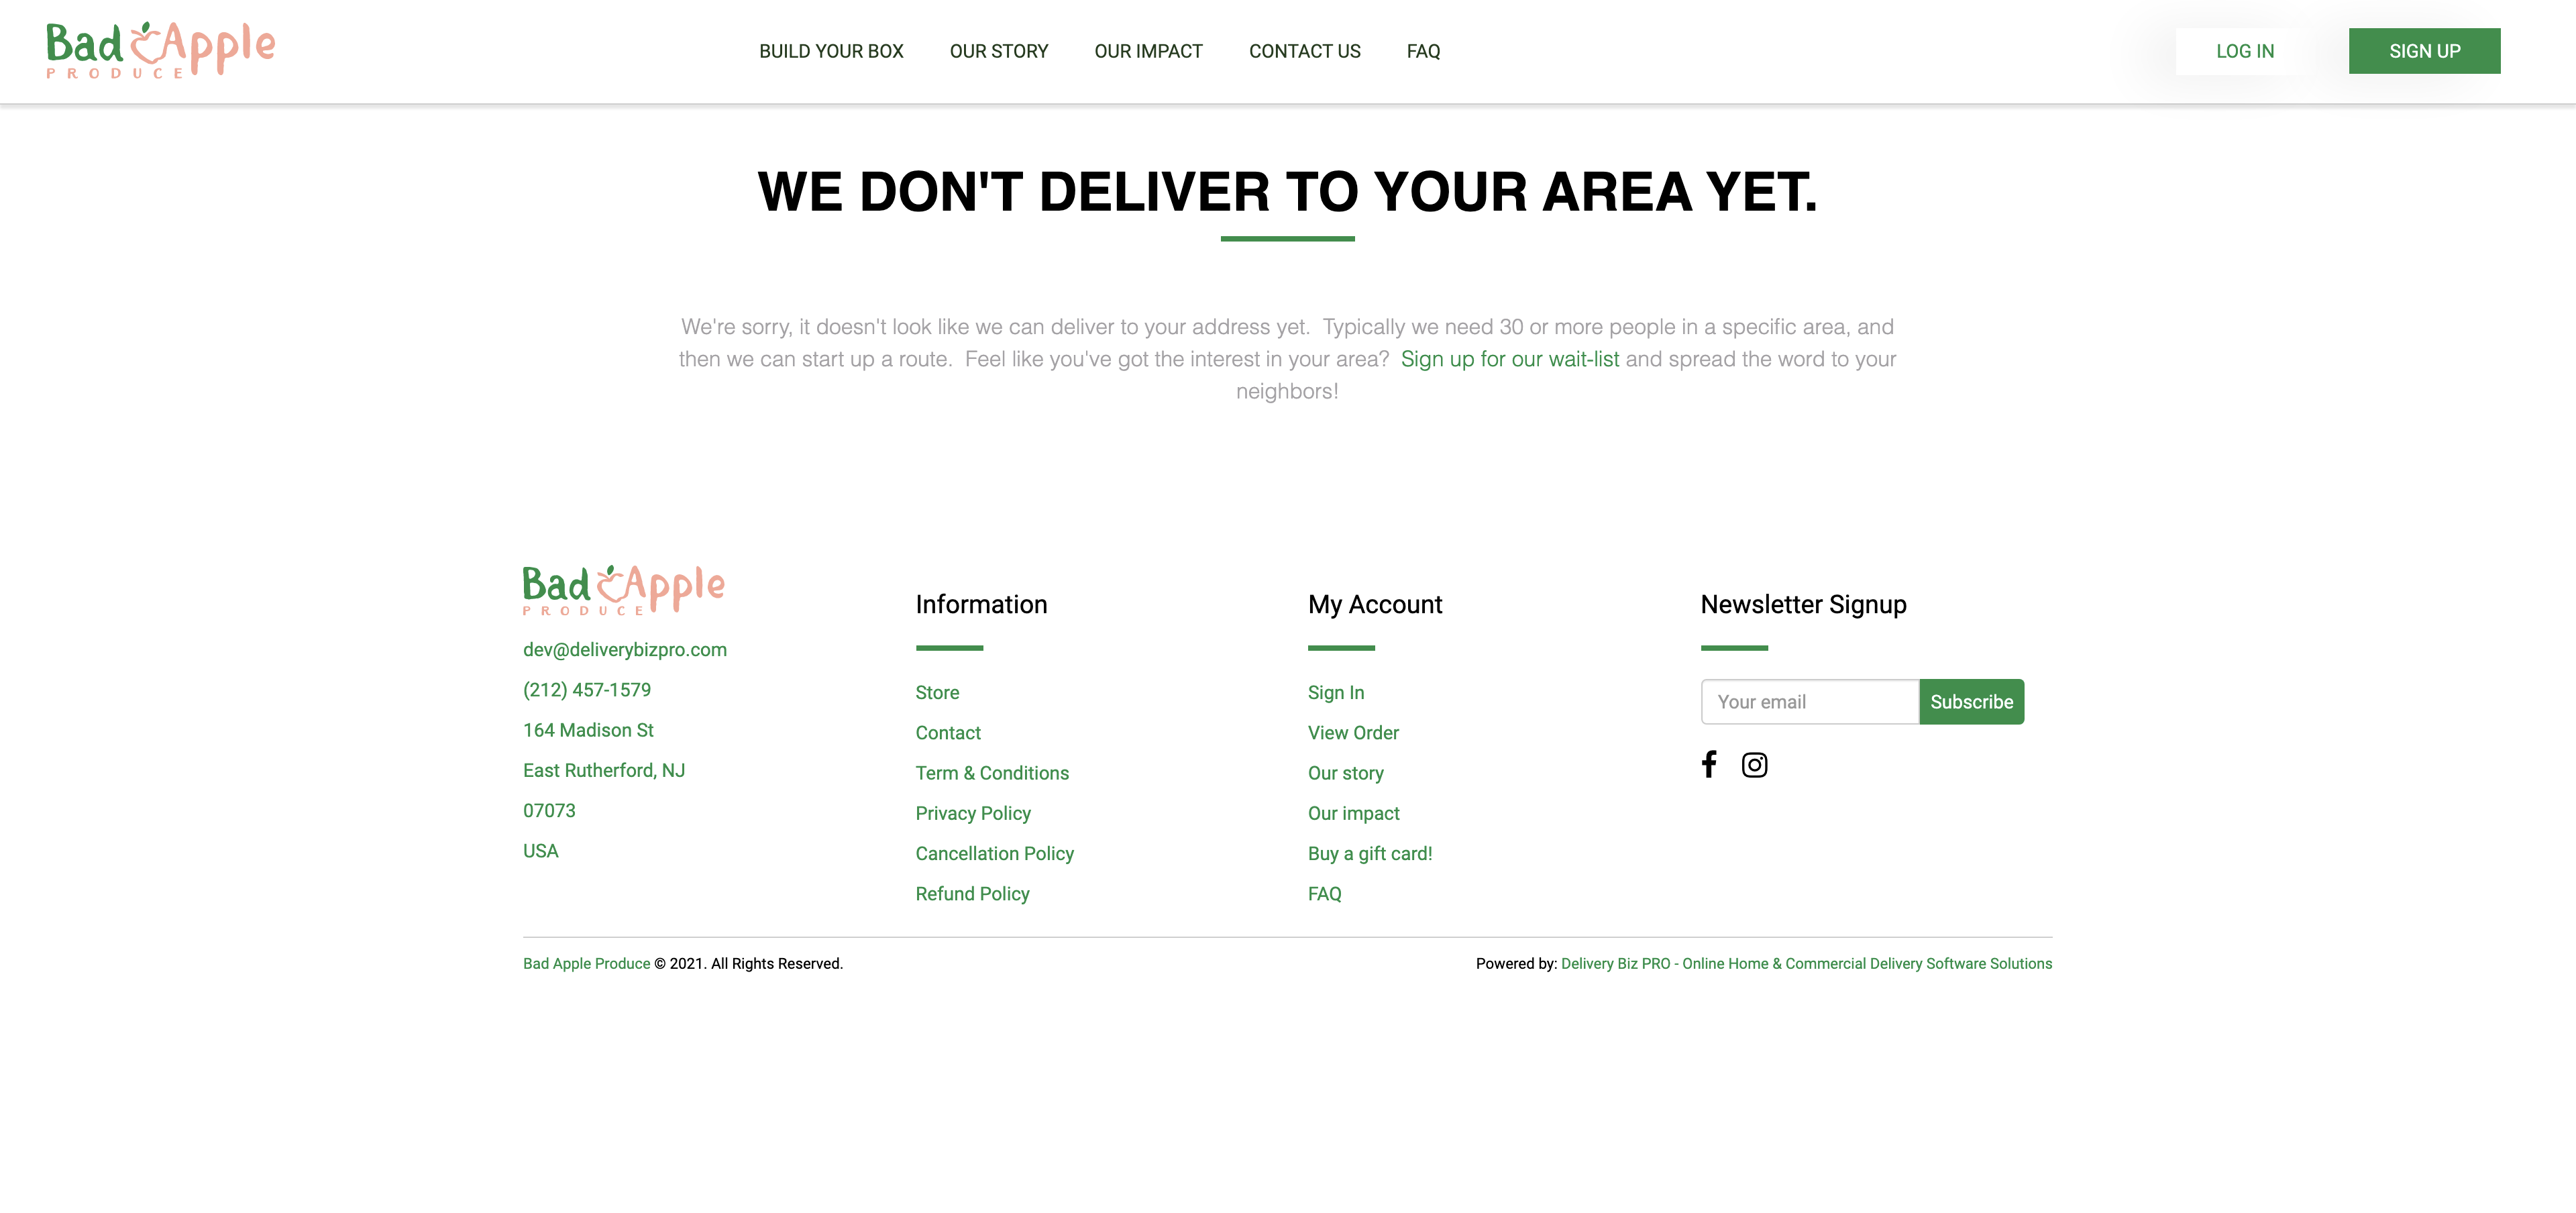 Bad Apple
PRODUCE
BUILD YOUR BOX
OUR STORY
OUR IMPACT
CONTACT US
FAQ
LOG IN
SIGN UP
WE DON'T DELIVER TO YOUR AREA YET.
We're sorry, it doesn't look like we can deliver to your address yet.  Typically we need 30 or more people in a specific area, and
then we can start up a route.  Feel like you've got the interest in your area?  Sign up for our wait-list and spread the word to your
neighbors!
Bad Apple
PRODUCE
dev@deliverybizpro.com
(212) 457-1579
164 Madison St
East Rutherford, NJ
07073
USA
Information
Store
Contact
Term & Conditions
Privacy Policy
Cancellation Policy
Refund Policy
My Account
Sign In
View Order
Our story
Our impact
Buy a gift card!
FAQ
Newsletter Signup
Your email
Subscribe
Bad Apple Produce © 2021. All Rights Reserved.
Powered by: Delivery Biz PRO - Online Home & Commercial Delivery Software Solutions